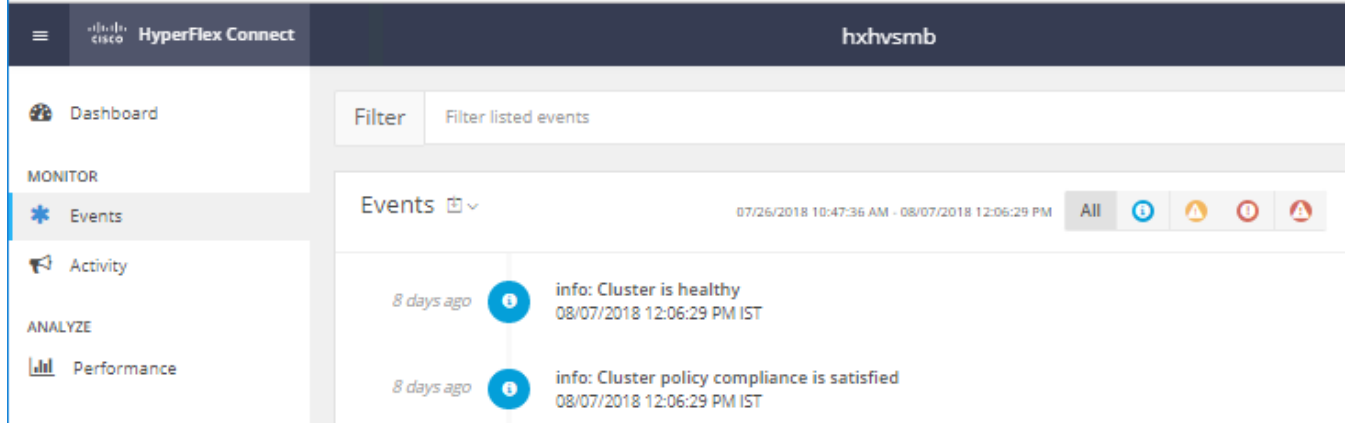 cisco HyperFlex Connect
hxhvsmb
Dashboard
Filter Filter listed events
MONITOR
Events
Events 07/26/2018 10:47:36 AM - 08/07/2018 12:06:29 PM All
Activity
ANALYZE
Performance
8 days ago info: Cluster is healthy
08/07/2018 12:06:29 PM IST
8 days ago info: Cluster policy compliance is satisfied
08/07/2018 12:06:29 PM IST